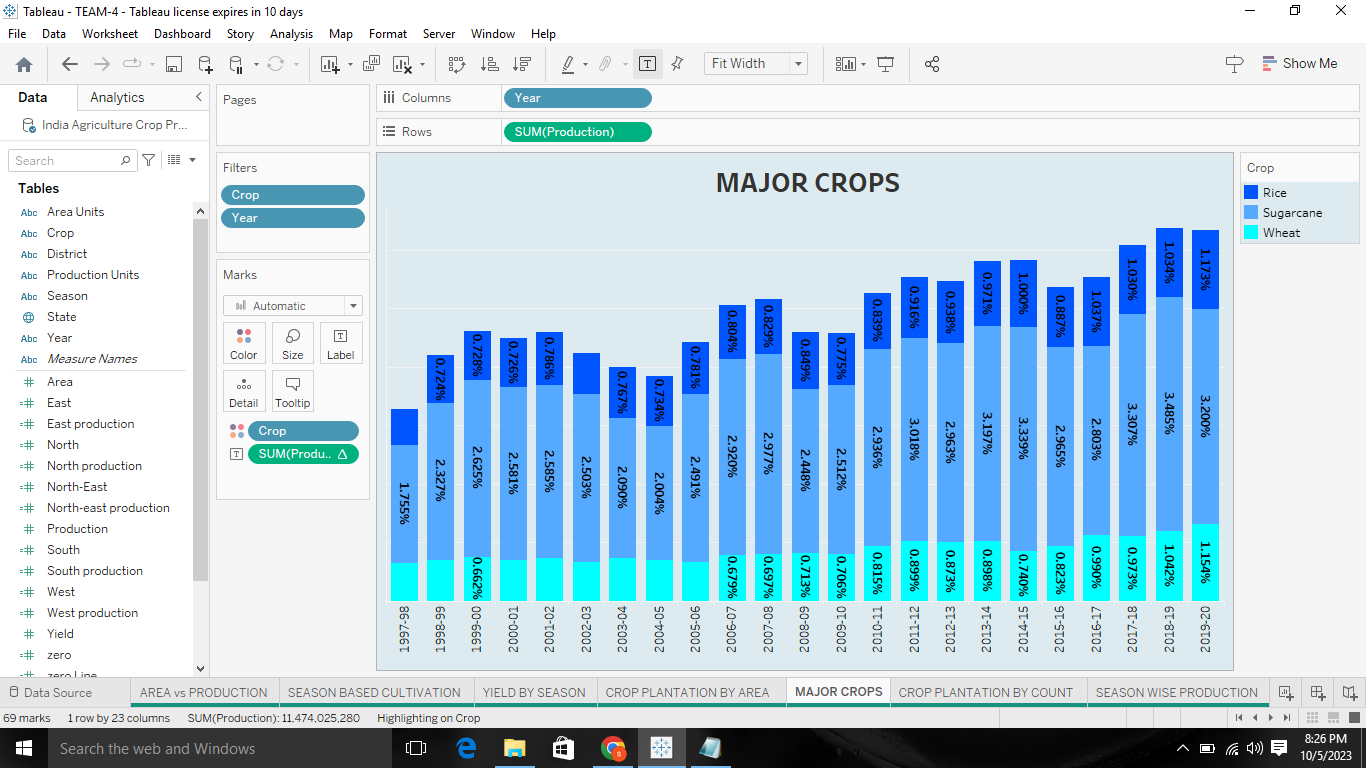 Tableau - TEAM-4 - Tableau license expires in 10 days
File Data Worksheet Dashboard Story Analysis Map Format Server Window Help
Fit Width
Show Me
Data Analytics
India Agriculture Crop Pr...
Search
Tables
Abc Area Units
Abc Crop
Abc District
Abc Production Units
Abc Season
State
Abc Year
Abc Measure Names
Area
East
East production
North
North production
North-East
North-east production
Production
South
South production
West
West production
Yield
zero
zero Line
Pages
Filters
Crop
Year
Marks
Automatic
Color Size Label
Detail Tooltip
Crop
SUM(Produ.. Δ
Columns Year
Rows SUM(Production)
MAJOR CROPS
0.724% 0.728% 0.726% 0.786% 0.767% 0.734% 0.781% 0.804% 0.829% 0.849% 0.775% 0.839% 0.916% 0.938% 0.971% 1.000% 0.887% 1.037% 1.030% 1.034% 1.173%
1.755% 2.327% 2.625% 2.581% 2.585% 2.503% 2.090% 2.004% 2.491% 2.920% 2.977% 2.448% 2.512% 2.936% 3.018% 2.963% 3.197% 3.339% 2.965% 2.803% 3.307% 3.485% 3.200%
0.662% 0.679% 0.697% 0.713% 0.706% 0.815% 0.899% 0.873% 0.898% 0.740% 0.823% 0.990% 0.973% 1.042% 1.154%
1997-98 1998-99 1999-00 2000-01 2001-02 2002-03 2003-04 2004-05 2005-06 2006-07 2007-08 2008-09 2009-10 2010-11 2011-12 2012-13 2013-14 2014-15 2015-16 2016-17 2017-18 2018-19 2019-20
Crop
Rice
Sugarcane
Wheat
Data Source AREA vs PRODUCTION SEASON BASED CULTIVATION YIELD BY SEASON CROP PLANTATION BY AREA MAJOR CROPS CROP PLANTATION BY COUNT SEASON WISE PRODUCTION
69 marks 1 row by 23 columns SUM(Production): 11,474,025,280 Highlighting on Crop
Search the web and Windows
8:26 PM
10/5/2023